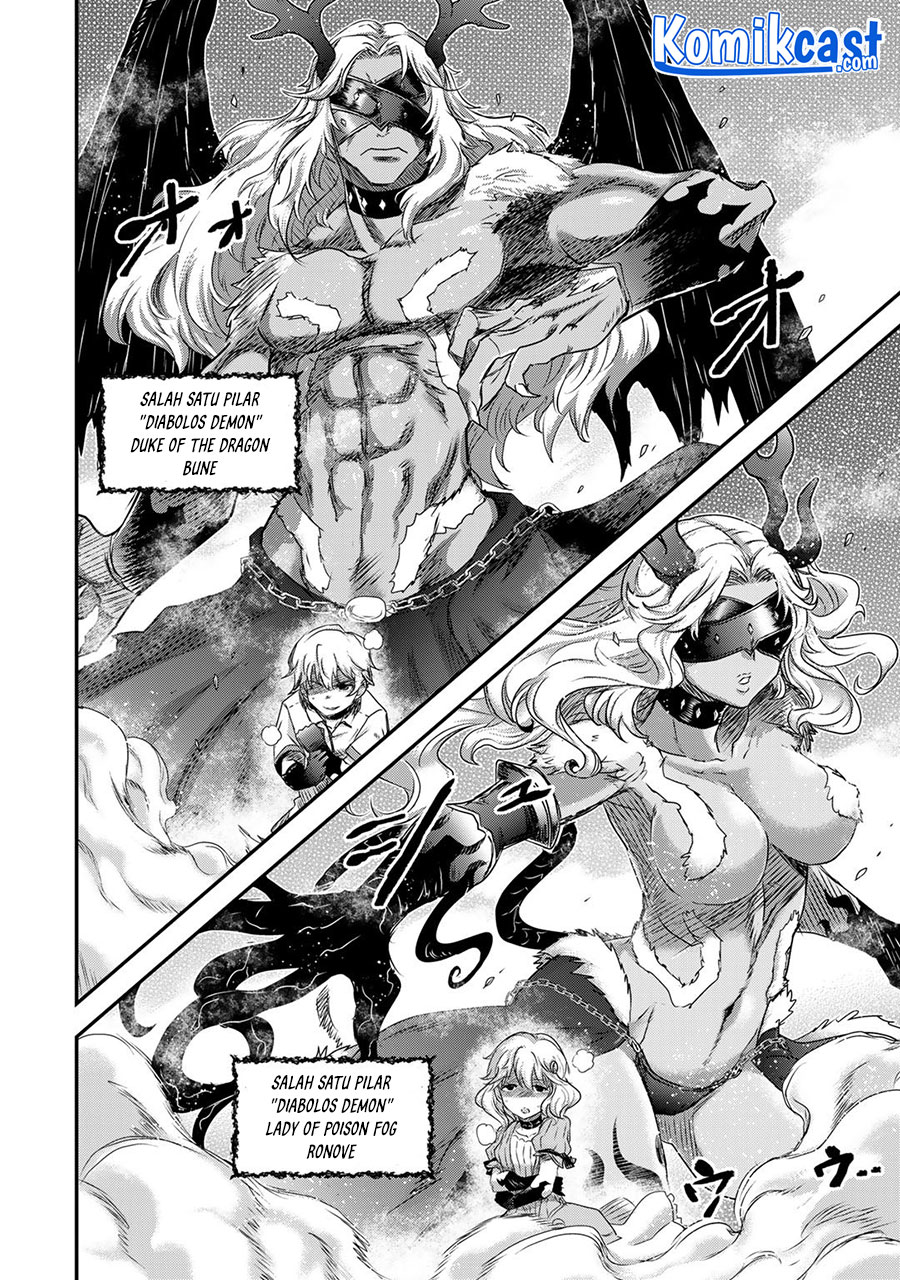 Komikcast
.com
オオオ
SALAH SATU PILAR
"DIABOLOS DEMON"
DUKE OF THE DRAGON
BUNE
SALAH SATU PILAR
"DIABOLOS DEMON"
LADY OF POISON FOG
RONOVE
ウウ...